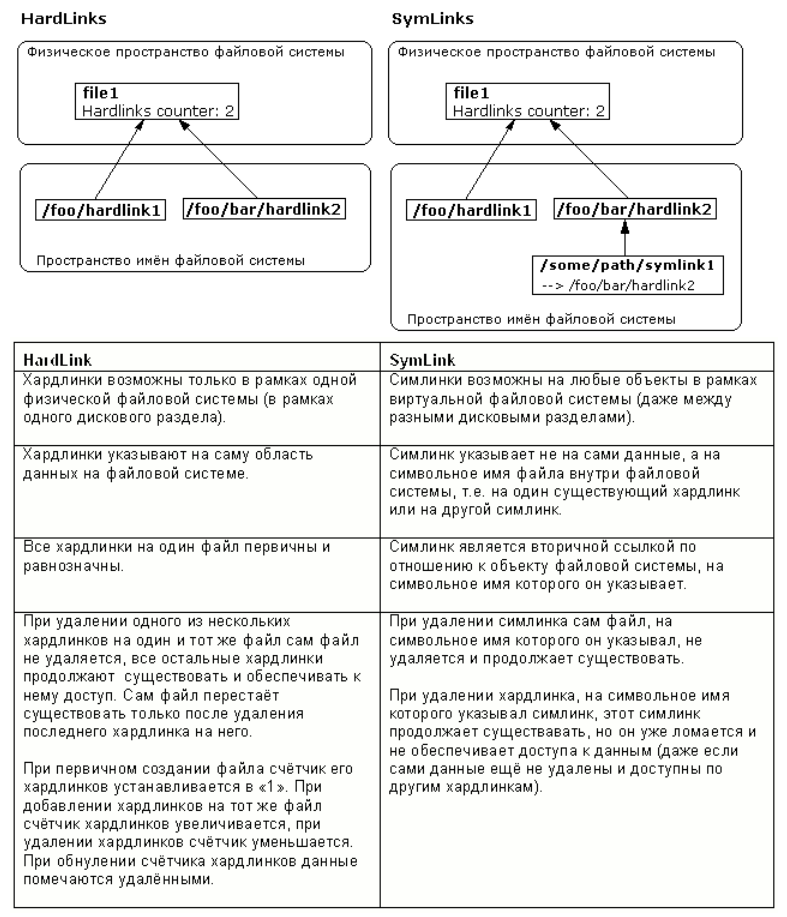 HardLinks
Физическое пространство файловой системы
file1
Hardlinks counter: 2
/foo/hardlink1
/foo/bar/hardlink2
Пространство имён файловой системы
SymLinks
Физическое пространство файловой системы
file1
Hardlinks counter: 2
/foo/hardlink1
/foo/bar/hardlink2
/some/path/symlink1
--> /foo/bar/hardlink2
Пространство имён файловой системы
HardLink
SymLink
Хардлинки возможны только в рамках одной
физической файловой системы (в рамках
одного дискового раздела).
Симлинки возможны на любые объекты в рамках
виртуальной файловой системы (даже между
разными дисковыми разделами).
Хардлинки указывают на саму область
данных на файловой системе.
Симлинк указывает не на сами данные, а на
символьное имя файла внутри файловой
системы, т.е. на один существующий хардлинк
или на другой симлинк.
Все хардлинки на один файл первичны и
равнозначны.
Симлинк является вторичной ссылкой по
отношению к объекту файловой системы, на
символьное имя которого он указывает.
При удалении одного из нескольких
хардлинков на один и тот же файл сам файл
не удаляется, все остальные хардлинки
продолжают существовать и обеспечивать к
нему доступ. Сам файл перестаёт
существовать только после удаления
последнего хардлинка на него.
При первичном создании файла счётчик его
хардлинков устанавливается в «1». При
добавлении хардлинков на тот же файл
счётчик хардлинков увеличивается, при
удалении хардлинков счётчик уменьшается.
При обнулении счётчика хардлинков данные
помечаются удалёнными.
При удалении симлинка сам файл, на
символьное имя которого он указывал, не
удаляется и продолжает существовать.
При удалении хардлинка, на символьное имя
которого указывал симлинк, этот симлинк
продолжает существавать, но он уже ломается и
не обеспечивает доступа к данным (даже если
сами данные ещё не удалены и доступны по
другим хардлинкам).